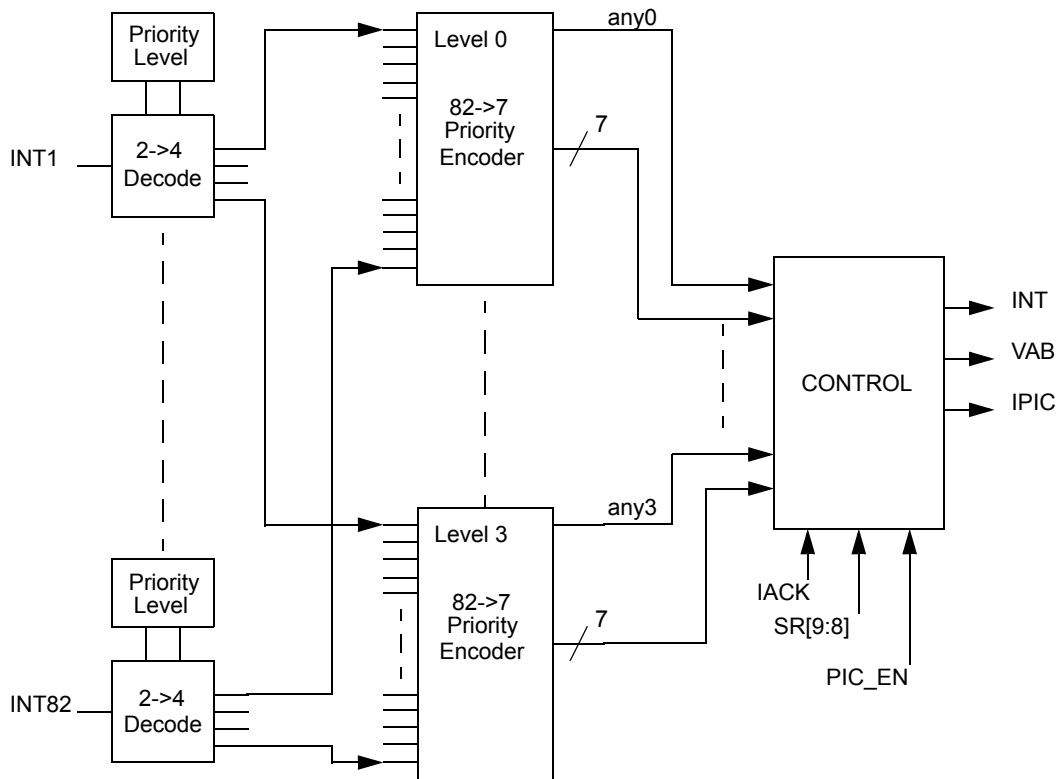 Priority
Level
INT1
2->4
Decode
Level 0
82->7
Priority
Encoder
any0
7
CONTROL
INT
VAB
IPIC
IACK
SR[9:8]
PIC_EN
Priority
Level
INT82
2->4
Decode
Level 3
82->7
Priority
Encoder
any3
7